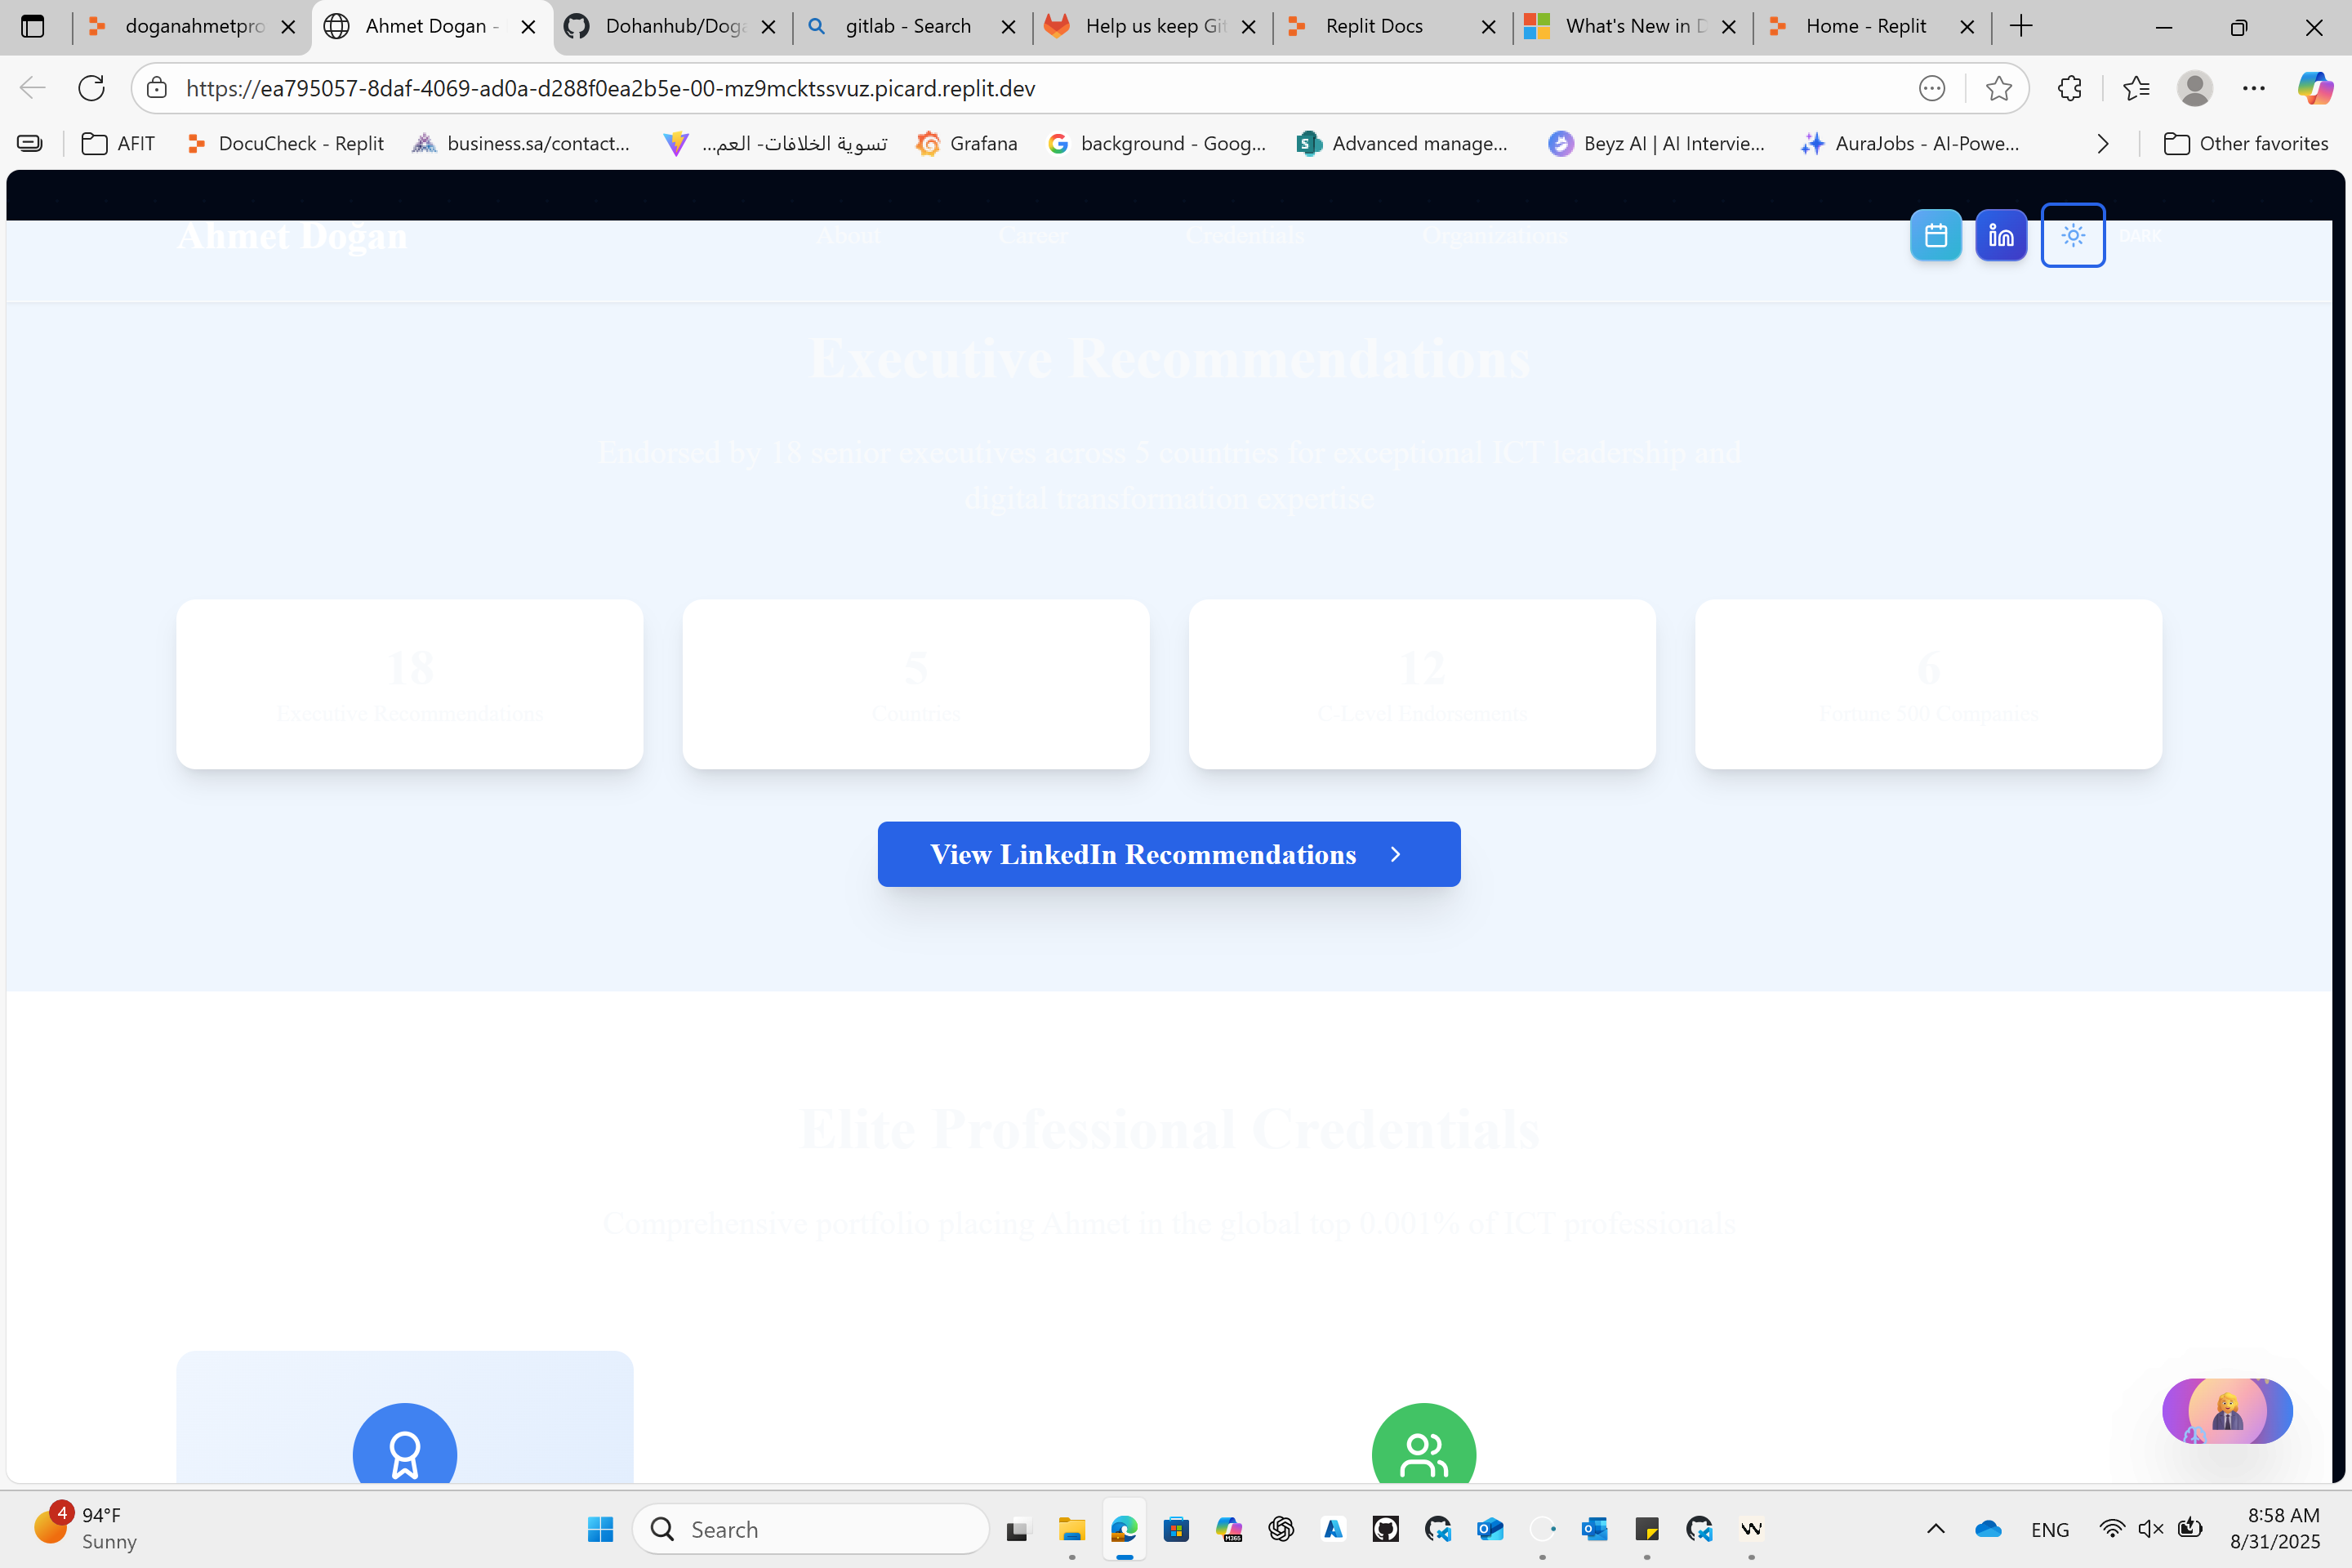 doganahmetpro
Ahmet Dogan -
Dohanhub/Doga
gitlab - Search
Help us keep Git
Replit Docs
What's New in D
Home - Replit
https://ea795057-8daf-4069-ad0a-d288f0ea2b5e-00-mz9mcktssvuz.picard.replit.dev
AFIT
DocuCheck - Replit
business.sa/contact...
تسوية الخلافات- العم...
Grafana
background - Goog...
Advanced manage...
Beyz AI | AI Intervie...
AuraJobs - AI-Powe...
Other favorites
Ahmet Doğan
About
Career
Credentials
Organizations
DARK
Executive Recommendations
Endorsed by 18 senior executives across 5 countries for exceptional ICT leadership and
digital transformation expertise
18
Executive Recommendations
5
Countries
12
C-Level Endorsements
6
Fortune 500 Companies
View LinkedIn Recommendations
Elite Professional Credentials
Comprehensive portfolio placing Ahmet in the global top 0.001% of ICT professionals
4
94°F
Sunny
Search
M365
ENG
8:58 AM
8/31/2025